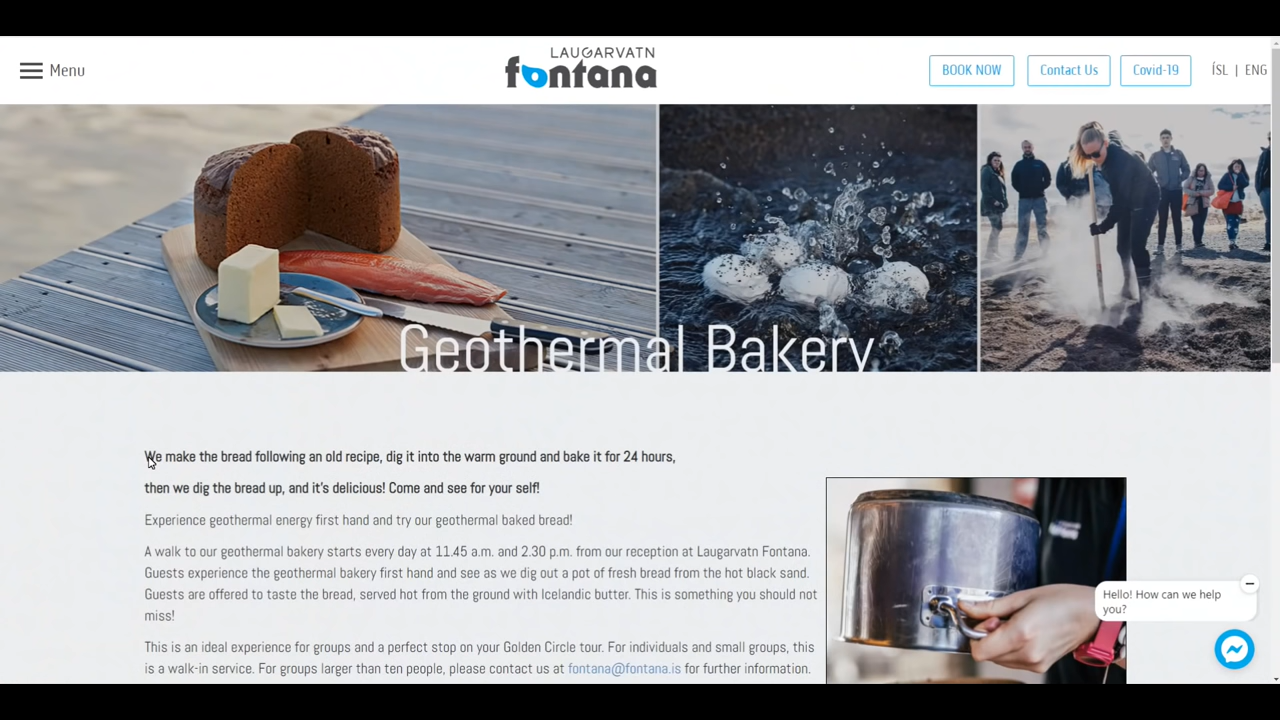 Menu
LAUGARVATN
fontana
BOOK NOW
Contact Us
Covid-19
ÍSL | ENG
Geothermal Bakery
We make the bread following an old recipe, dig it into the warm ground and bake it for 24 hours,
then we dig the bread up, and it's delicious! Come and see for your self!
Experience geothermal energy first hand and try our geothermal baked bread!
A walk to our geothermal bakery starts every day at 11.45 a.m. and 2.30 p.m. from our reception at Laugarvatn Fontana.
Guests experience the geothermal bakery first hand and see as we dig out a pot of fresh bread from the hot black sand.
Guests are offered to taste the bread, served hot from the ground with Icelandic butter. This is something you should not
miss!
This is an ideal experience for groups and a perfect stop on your Golden Circle tour. For individuals and small groups, this
is a walk-in service. For groups larger than ten people, please contact us at fontana@fontana.is for further information.
Hello! How can we help
you?